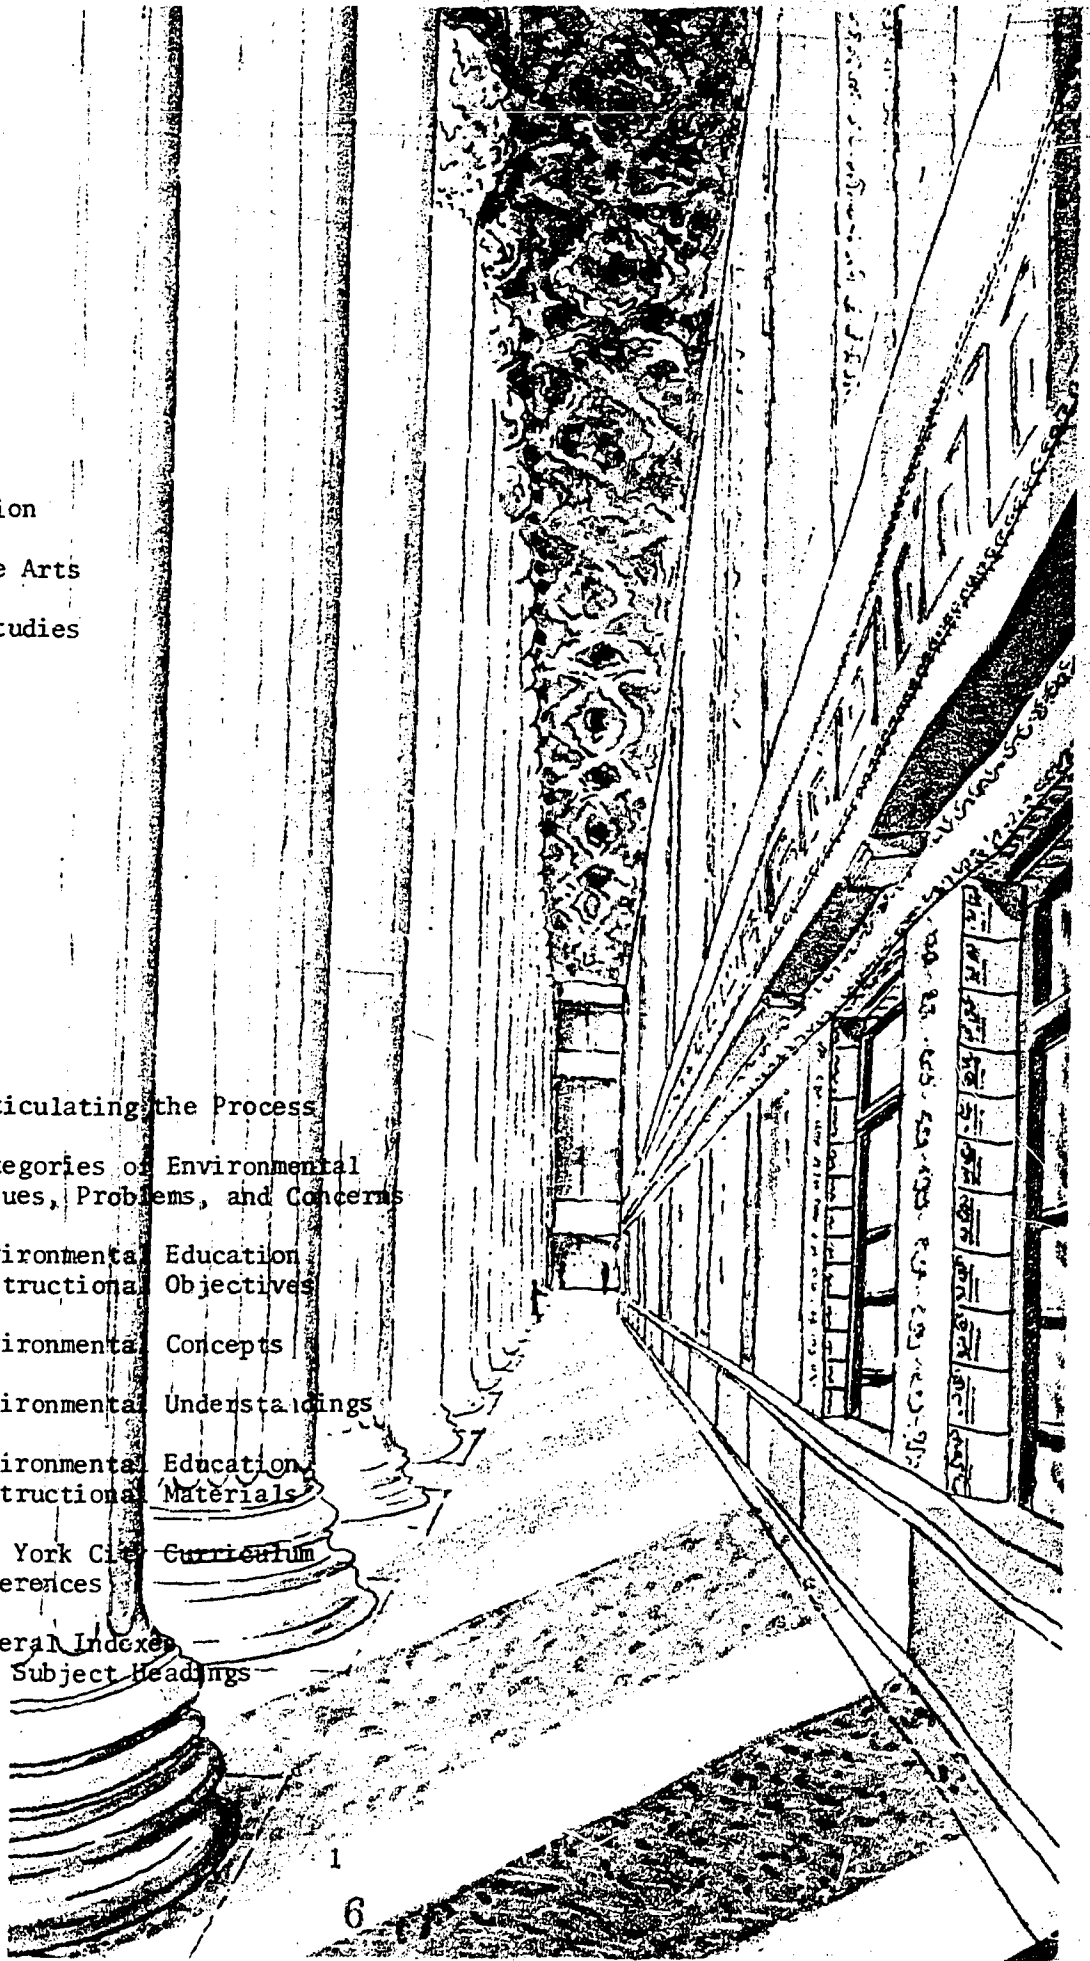 ion
e Arts
tudies
ticulating the Process
tegories of Environmental
ues, Problems, and Concerns
ironmental Education
tructional Objectives
ironmental Concepts
ironmental Understandings
ironmental Education
tructional Materials
York City Curriculum
erences
eral Indexes
Subject Headings
1
6